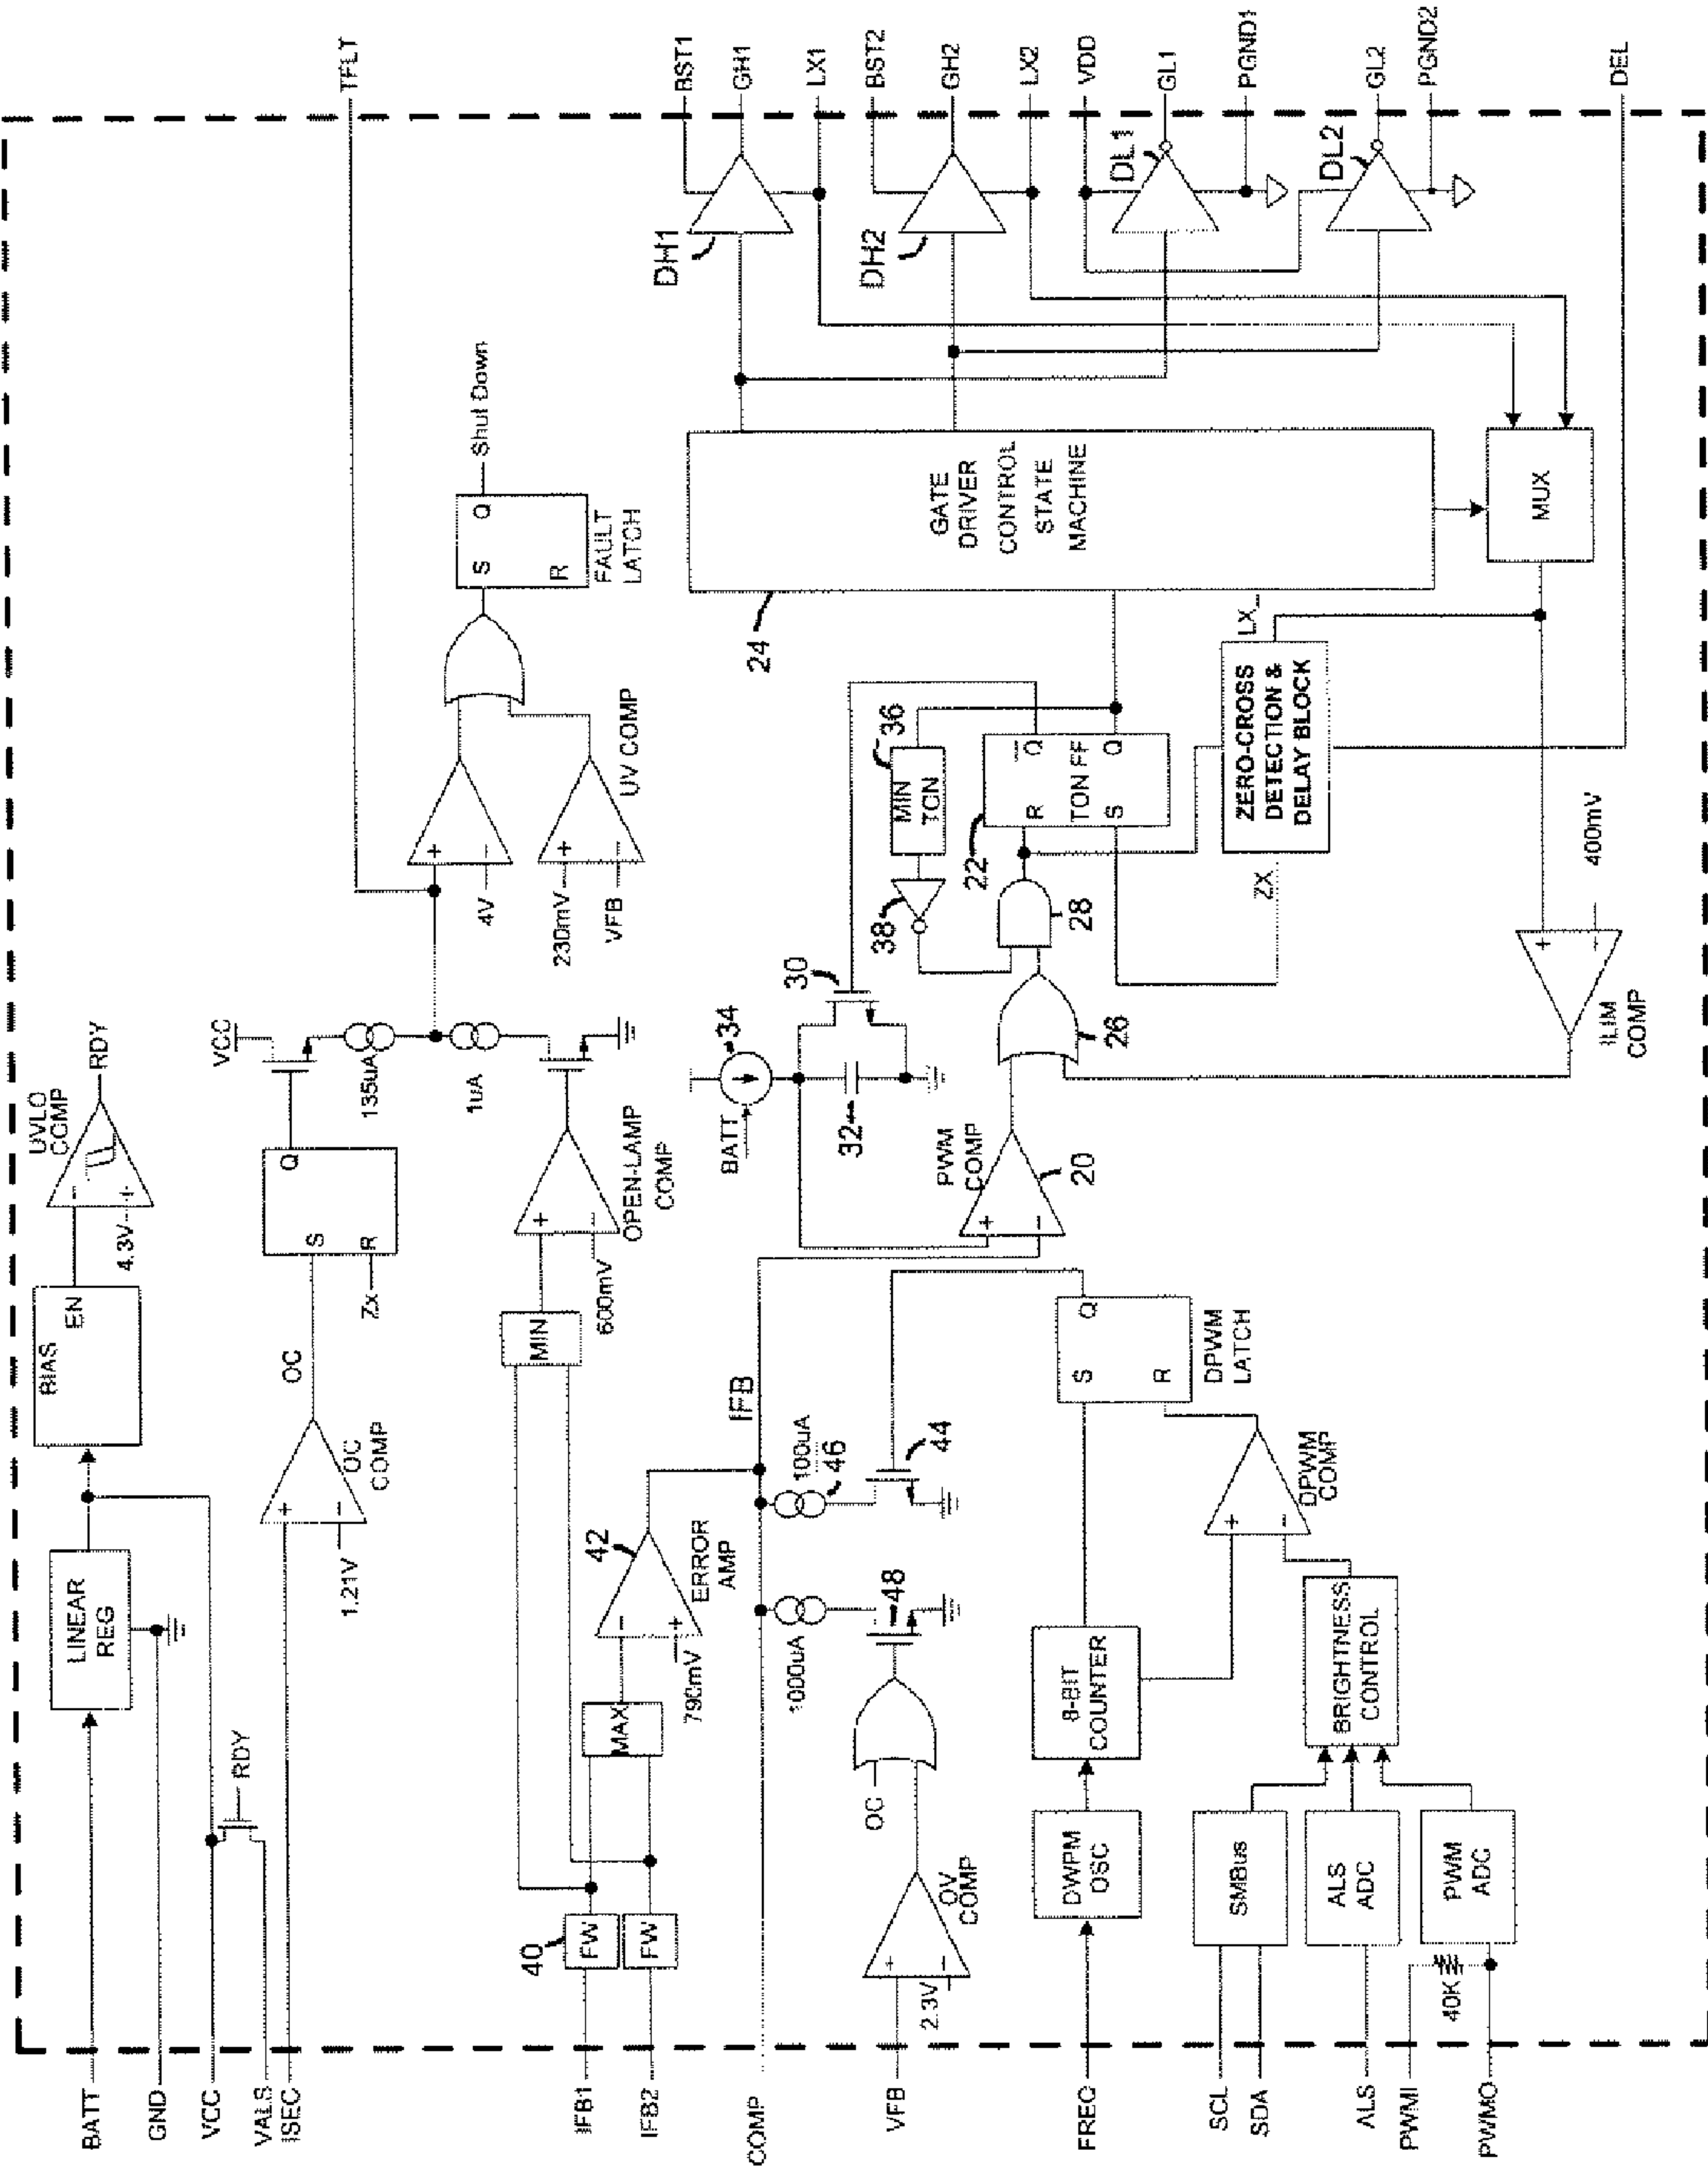 BATT
GND
VCC
VALS
ISEC
IFB1
IFB2
COMP
VFB
FREC
SCL
SDA
ALS
PWMI
PWMO
LINEAR
REG
BIAS
EN
UVLO
COMP
4.3V
RDY
RDY
1.21V
OC
COMP
OC
S
R
Q
Zx
VCC
135uA
1uA
40
FW
FW
MAX
MIN
790mV
42
ERROR
AMP
600mV
OPEN-LAMP
COMP
4V
230mV
VFB
UV COMP
S
R
Q
FAULT
LATCH
Shut Down
TFLT
IFB
1000uA
48
100uA
46
44
OC
2.3V
OV
COMP
DWPM
OSC
8-BIT
COUNTER
SMBus
ALS
ADC
PWM
ADC
40K
BRIGHTNESS
CONTROL
DPWM
COMP
S
R
Q
DPWM
LATCH
BATT
34
32
30
PWM
COMP
20
26
28
38
MIN
TCN
36
22
R
S
TON FF
Q
Q
ZX
ZERO-CROSS
DETECTION &
DELAY BLOCK
LX_
400mV
ILIM
COMP
24
GATE
DRIVER
CONTROL
STATE
MACHINE
MUX
DH1
DH2
DL1
DL2
BST1
GH1
LX1
BST2
GH2
LX2
VDD
GL1
PGND1
GL2
PGND2
DEL